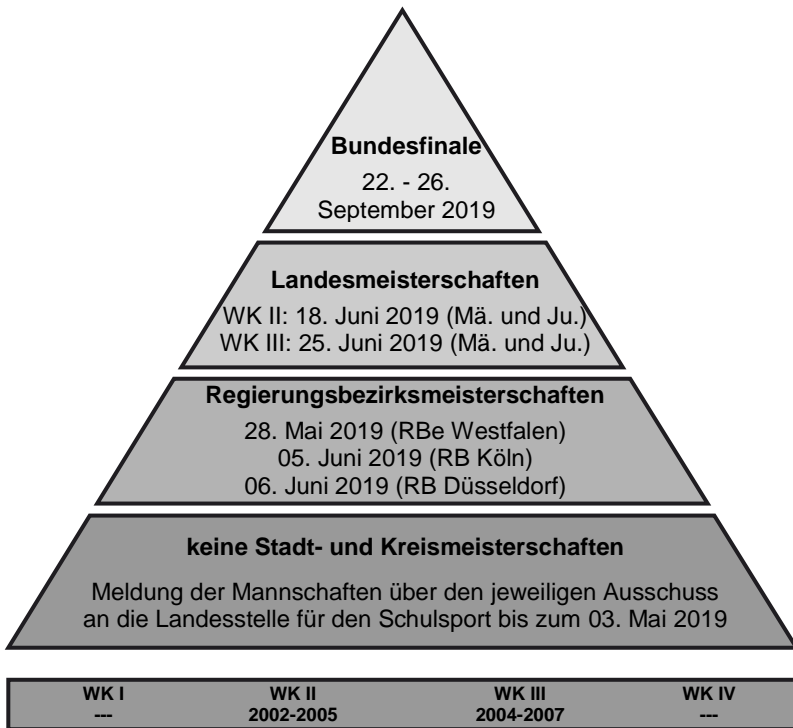 Bundesfinale
22. - 26.
September 2019
Landesmeisterschaften
WK II: 18. Juni 2019 (Mä. und Ju.)
WK III: 25. Juni 2019 (Mä. und Ju.)
Regierungsbezirksmeisterschaften
28. Mai 2019 (RBe Westfalen)
05. Juni 2019 (RB Köln)
06. Juni 2019 (RB Düsseldorf)
keine Stadt- und Kreismeisterschaften
Meldung der Mannschaften über den jeweiligen Ausschuss
an die Landesstelle für den Schulsport bis zum 03. Mai 2019
WK I WK II WK III WK IV
--- 2002-2005 2004-2007 ---